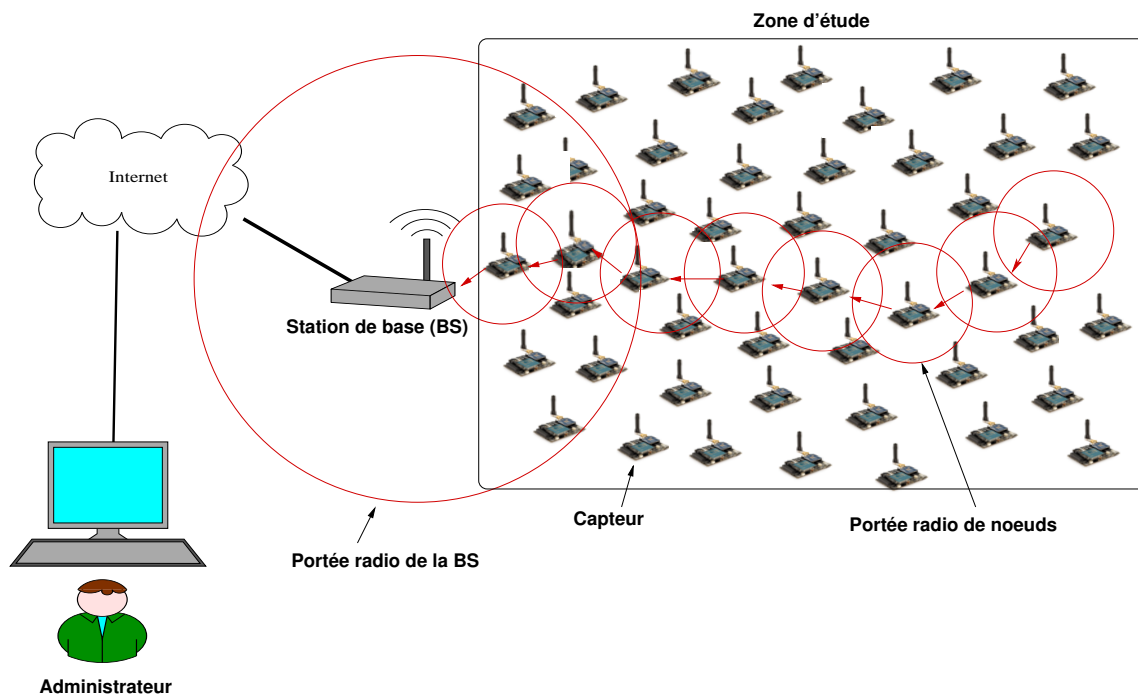 Zone d'étude
Internet
Station de base (BS)
Capteur
Portée radio de noeuds
Portée radio de la BS
Administrateur